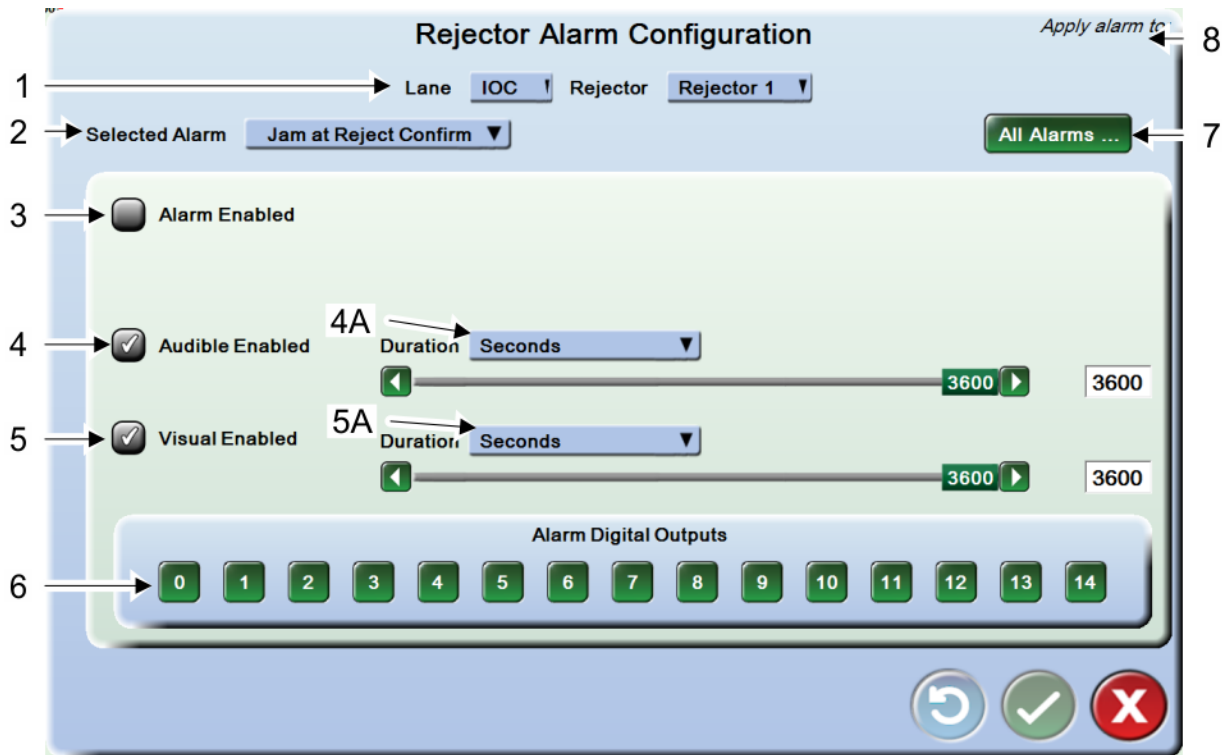 Rejector Alarm Configuration
Apply alarm to:
8
1
Lane IOC Rejector Rejector 1
2
Selected Alarm Jam at Reject Confirm
All Alarms ...
7
3
Alarm Enabled
4A
4
Audible Enabled Duration Seconds
3600 3600
5A
5
Visual Enabled Duration Seconds
3600 3600
Alarm Digital Outputs
6
0 1 2 3 4 5 6 7 8 9 10 11 12 13 14
X